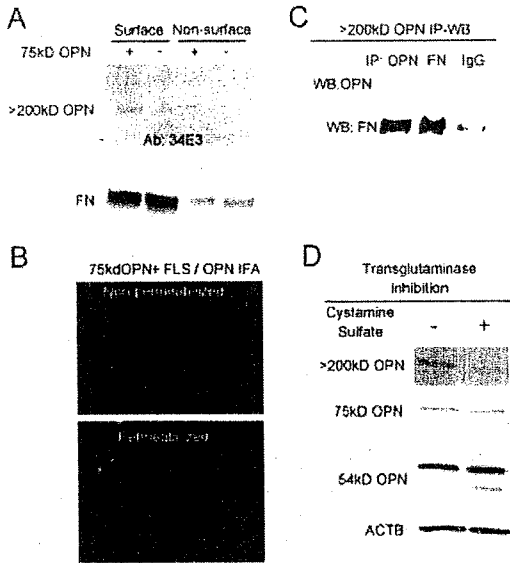 A
Surface Non-surface
75kD OPN + - + -
>200kD OPN
Ab: 34E3
FN
B
75kdOPN+ FLS / OPN IFA
Non permeabilized
Permeabilized
C
>200kD OPN IP-WB
IP: OPN FN IgG
WB.OPN
WB: FN
D
Transglutaminase
inhibition
Cystamine
Sulfate - +
>200kD OPN
75kD OPN
54kD OPN
ACTB